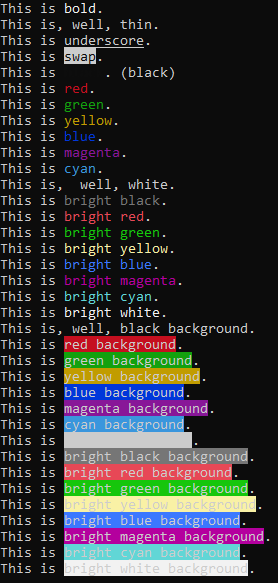 This is bold.
This is, well, thin.
This is underscore.
This is swap.
This is       . (black)
This is red.
This is green.
This is yellow.
This is blue.
This is magenta.
This is cyan.
This is,  well, white.
This is bright black.
This is bright red.
This is bright green.
This is bright yellow.
This is bright blue.
This is bright magenta.
This is bright cyan.
This is bright white.
This is, well, black background.
This is red background.
This is green background.
This is yellow background.
This is blue background.
This is magenta background.
This is cyan background.
This is                 .
This is bright black background.
This is bright red background.
This is bright green background.
This is bright yellow background.
This is bright blue background.
This is bright magenta background.
This is bright cyan background.
This is bright white background.